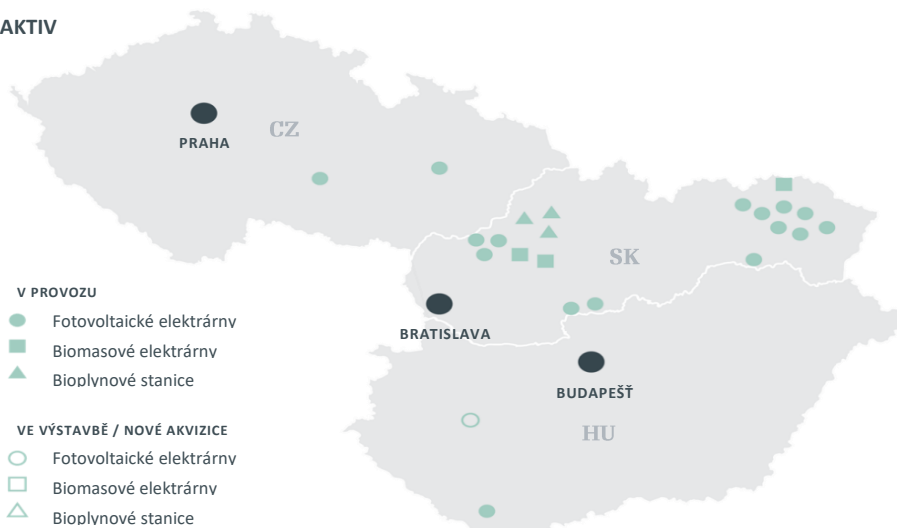 AKTIV
PRAHA
CZ
SK
BRATISLAVA
BUDAPEŠŤ
HU
V PROVOZU
Fotovoltaické elektrárny
Biomasové elektrárny
Bioplynové stanice
VE VÝSTAVBĚ / NOVÉ AKVIZICE
Fotovoltaické elektrárny
Biomasové elektrárny
Bioplynové stanice